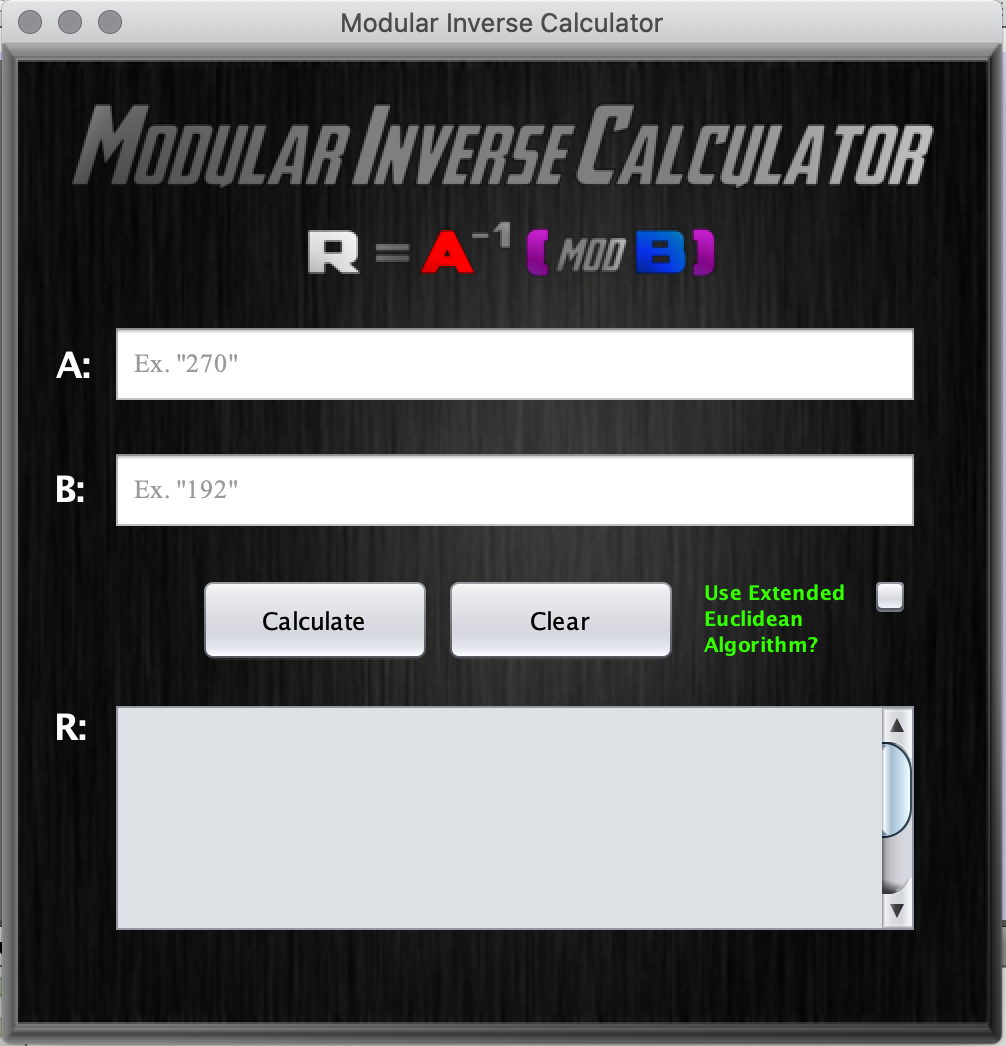 Modular Inverse Calculator
MODULAR INVERSE CALCULATOR
R = A⁻¹ ( MOD B )
A:
Ex. "270"
B:
Ex. "192"
Calculate
Clear
Use Extended
Euclidean
Algorithm?
R: